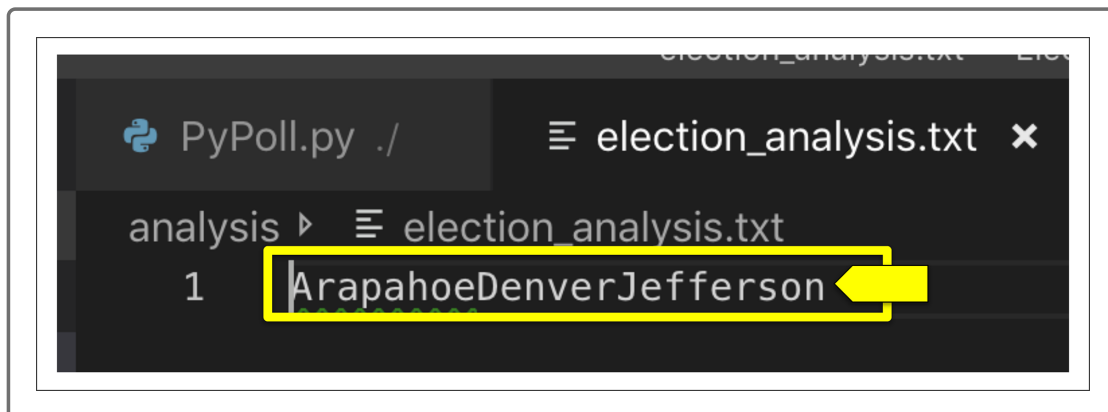 election_analysis.txt
PyPoll.py ./
election_analysis.txt
analysis
election_analysis.txt
1
ArapahoeDenverJefferson